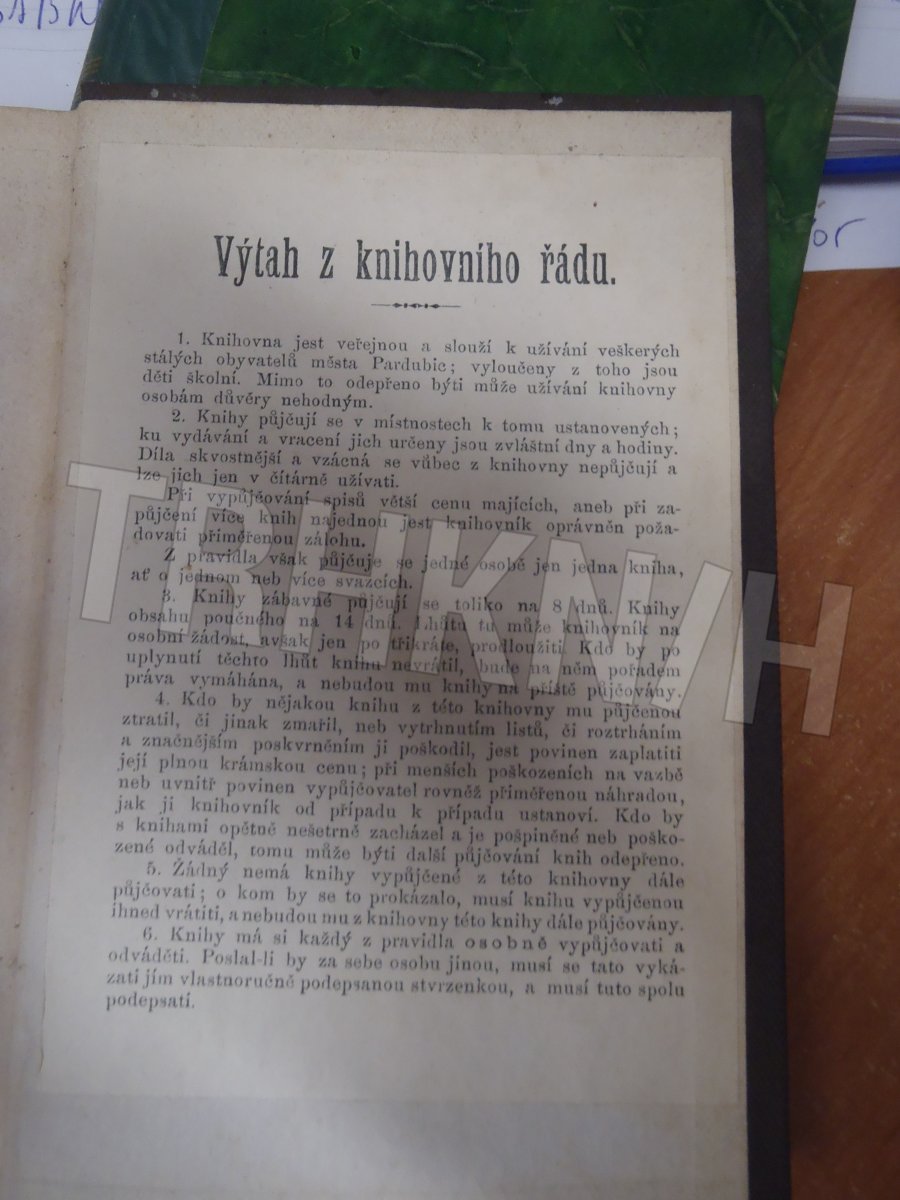 Výtah z knihovního řádu.
1. Knihovna jest veřejnou a slouží k užívání veškerých
stálých obyvatelů města Pardubic; vyloučeny z toho jsou
děti školní. Mimo to odepřeno býti může užívání knihovny
osobám důvěry nehodným.
2. Knihy půjčují se v místnostech k tomu ustanovených;
ku vydávání a vracení jich určeny jsou zvláštní dny a hodiny.
Díla skvostnější a vzácná se vůbec z knihovny nepůjčují a
lze jich jen v čítárně užívati.
Při vypůjčování spisů větší cenu majících, aneb při za-
půjčení více knih najednou jest knihovník oprávněn poža-
dovati přiměřenou zálohu.
Z pravidla však půjčuje se jedné osobě jen jedna kniha,
ať o jednom neb více svazcích.
3. Knihy zábavné půjčují se toliko na 8 dnů. Knihy
obsahu poučného na 14 dnů. Lhůtu tu může knihovník na
osobní žádost, avšak jen po třikráte, prodloužiti. Kdo by po
uplynutí těchto lhůt knihu nevrátil, bude na něm pořadem
práva vymáhána, a nebudou mu knihy na příště půjčovány.
4. Kdo by nějakou knihu z této knihovny mu půjčenou
ztratil, či jinak zmařil, neb vytrhnutím listů, či roztrháním
a značnějším poskvrněním ji poškodil, jest povinen zaplatiti
její plnou krámskou cenu; při menších poškozeních na vazbě
neb uvnitř povinen vypůjčovatel rovněž přiměřenou náhradou,
jak ji knihovník od případu k případu ustanoví. Kdo by
s knihami opětně nešetrně zacházel a je pošpiněné neb poško-
zené odváděl, tomu může býti další půjčování knih odepřeno.
5. Žádný nemá knihy vypůjčené z této knihovny dále
půjčovati; o kom by se to prokázalo, musí knihu vypůjčenou
ihned vrátiti, a nebudou mu z knihovny této knihy dále půjčovány.
6. Knihy má si každý z pravidla osobně vypůjčovati a
odváděti. Poslal-li by za sebe osobu jinou, musí se tato vyká-
zati jím vlastnoručně podepsanou stvrzenkou, a musí tuto spolu
podepsati.
TRHKNVH